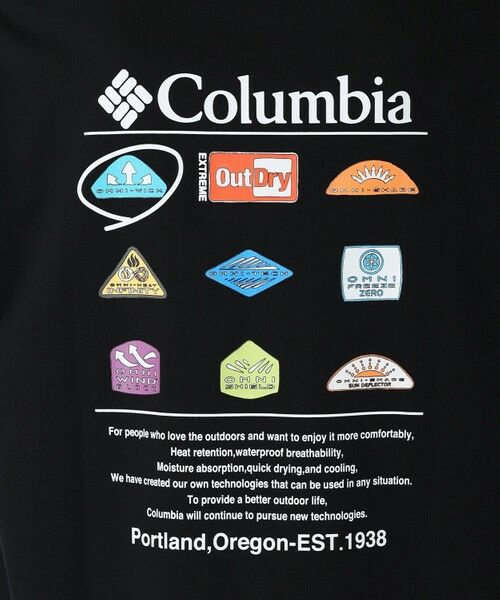 Columbia
OMNI-WICK
EXTREME
OutDry
OMNI-SHADE
OMNI-HEAT
INFINITY
OMNI-TECH
OMNI
FREEZE
ZERO
OMNI
WIND
BLOCK
OMNI
SHIELD
OMNI-SHADE
SUN DEFLECTOR
For people who love the outdoors and want to enjoy it more comfortably,
Heat retention,waterproof breathability,
Moisture absorption,quick drying,and cooling,
We have created our own technologies that can be used in any situation.
To provide a better outdoor life,
Columbia will continue to pursue new technologies.
Portland,Oregon-EST.1938